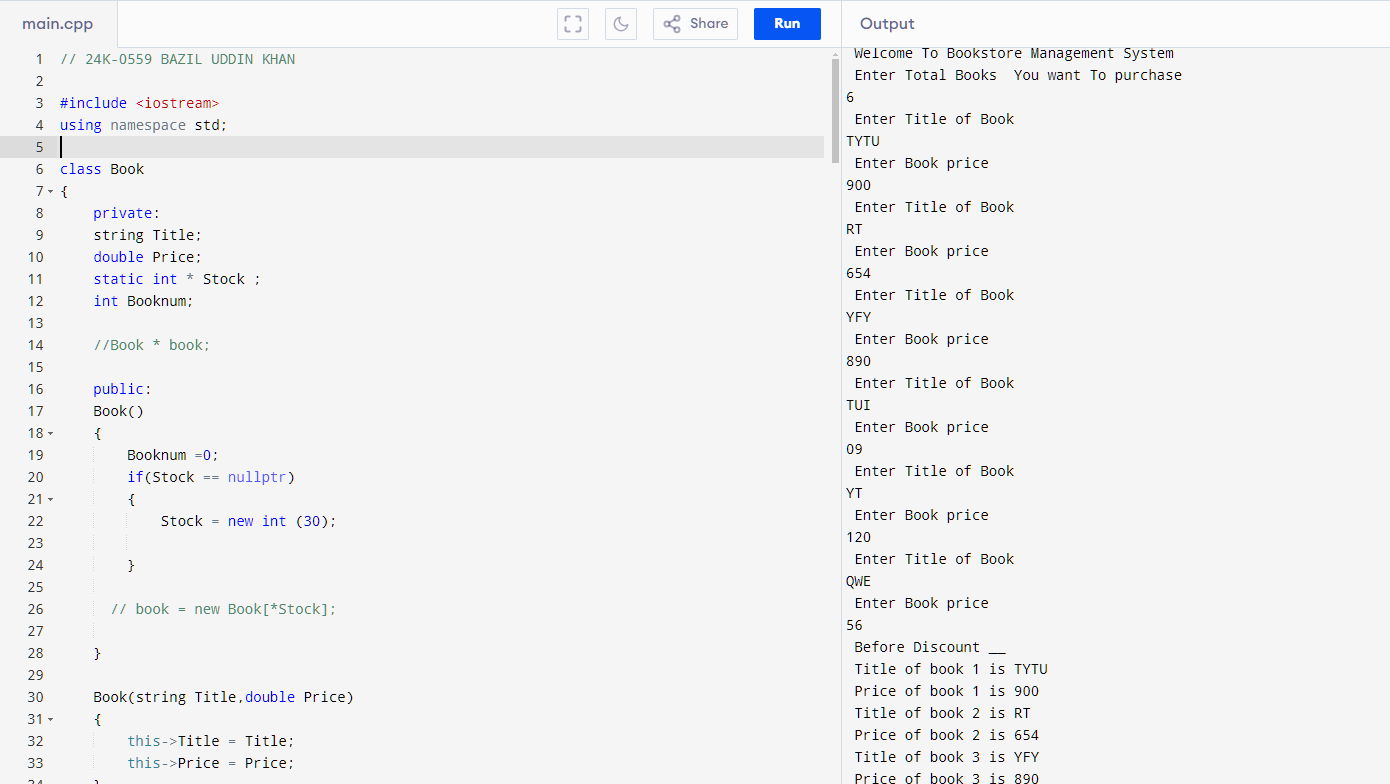 main.cpp
Share
Run
Output
1 // 24K-0559 BAZIL UDDIN KHAN
2
3 #include <iostream>
4 using namespace std;
5
6 class Book
7 {
8 private:
9 string Title;
10 double Price;
11 static int * Stock ;
12 int Booknum;
13
14 //Book * book;
15
16 public:
17 Book()
18 {
19 Booknum =0;
20 if(Stock == nullptr)
21 {
22 Stock = new int (30);
23
24 }
25
26 // book = new Book[*Stock];
27
28 }
29
30 Book(string Title,double Price)
31 {
32 this->Title = Title;
33 this->Price = Price;
34 }
Welcome To Bookstore Management System
Enter Total Books  You want To purchase
6
Enter Title of Book
TYTU
Enter Book price
900
Enter Title of Book
RT
Enter Book price
654
Enter Title of Book
YFY
Enter Book price
890
Enter Title of Book
TUI
Enter Book price
09
Enter Title of Book
YT
Enter Book price
120
Enter Title of Book
QWE
Enter Book price
56
Before Discount __
Title of book 1 is TYTU
Price of book 1 is 900
Title of book 2 is RT
Price of book 2 is 654
Title of book 3 is YFY
Price of book 3 is 890